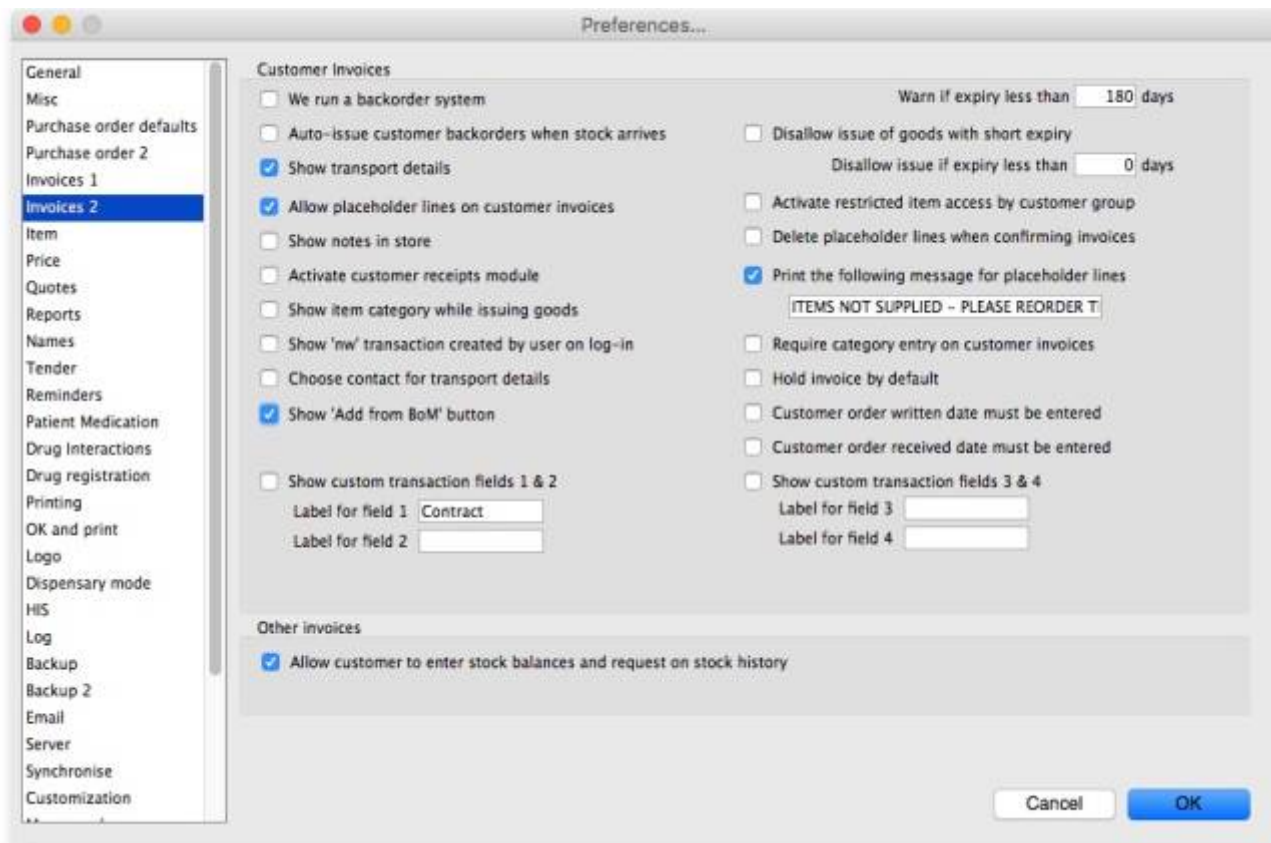 Preferences...
General
Misc
Purchase order defaults
Purchase order 2
Invoices 1
Invoices 2
Item
Price
Quotes
Reports
Names
Tender
Reminders
Patient Medication
Drug Interactions
Drug registration
Printing
OK and print
Logo
Dispensary mode
HIS
Log
Backup
Backup 2
Email
Server
Synchronise
Customization
Customer Invoices
We run a backorder system
Auto-issue customer backorders when stock arrives
Show transport details
Allow placeholder lines on customer invoices
Show notes in store
Activate customer receipts module
Show item category while issuing goods
Show 'nw' transaction created by user on log-in
Choose contact for transport details
Show 'Add from BoM' button
Show custom transaction fields 1 & 2
Label for field 1 Contract
Label for field 2
Warn if expiry less than 180 days
Disallow issue of goods with short expiry
Disallow issue if expiry less than 0 days
Activate restricted item access by customer group
Delete placeholder lines when confirming invoices
Print the following message for placeholder lines
ITEMS NOT SUPPLIED - PLEASE REORDER T
Require category entry on customer invoices
Hold invoice by default
Customer order written date must be entered
Customer order received date must be entered
Show custom transaction fields 3 & 4
Label for field 3
Label for field 4
Other invoices
Allow customer to enter stock balances and request on stock history
Cancel
OK